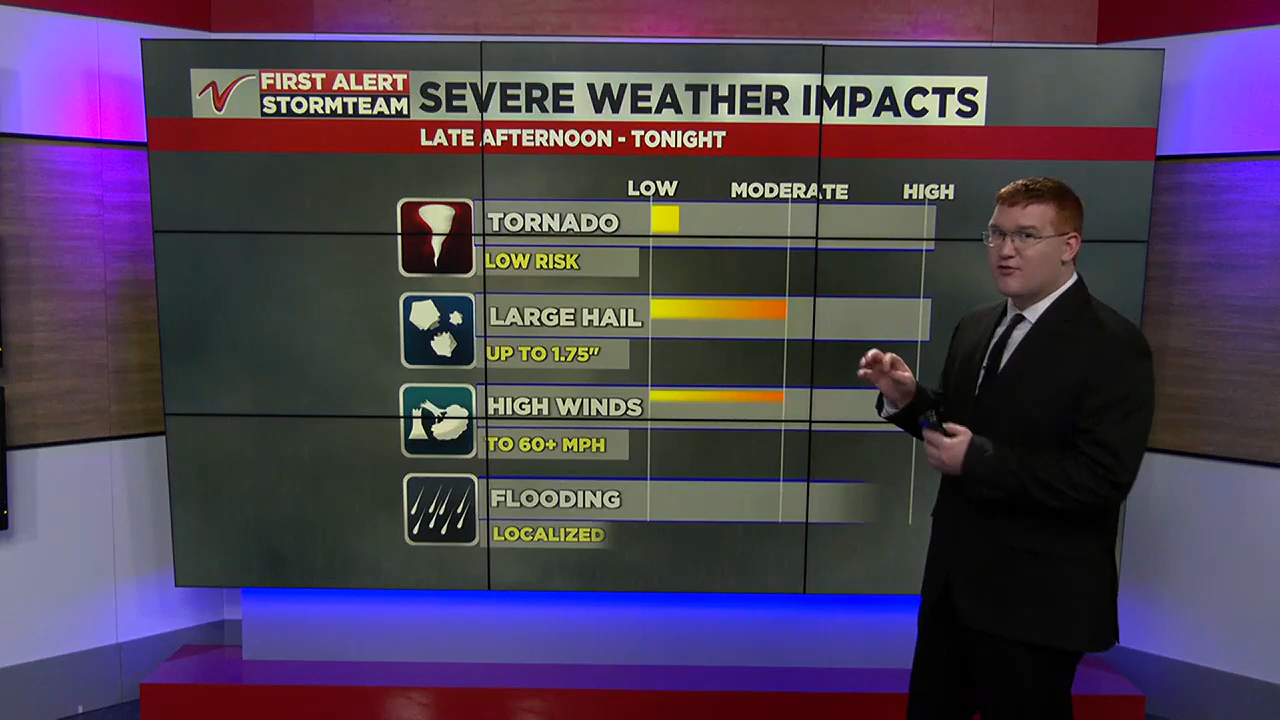 FIRST ALERT
STORMTEAM
SEVERE WEATHER IMPACTS
LATE AFTERNOON - TONIGHT
LOW MODERATE HIGH
TORNADO
LOW RISK
LARGE HAIL
UP TO 1.75"
HIGH WINDS
TO 60+ MPH
FLOODING
LOCALIZED